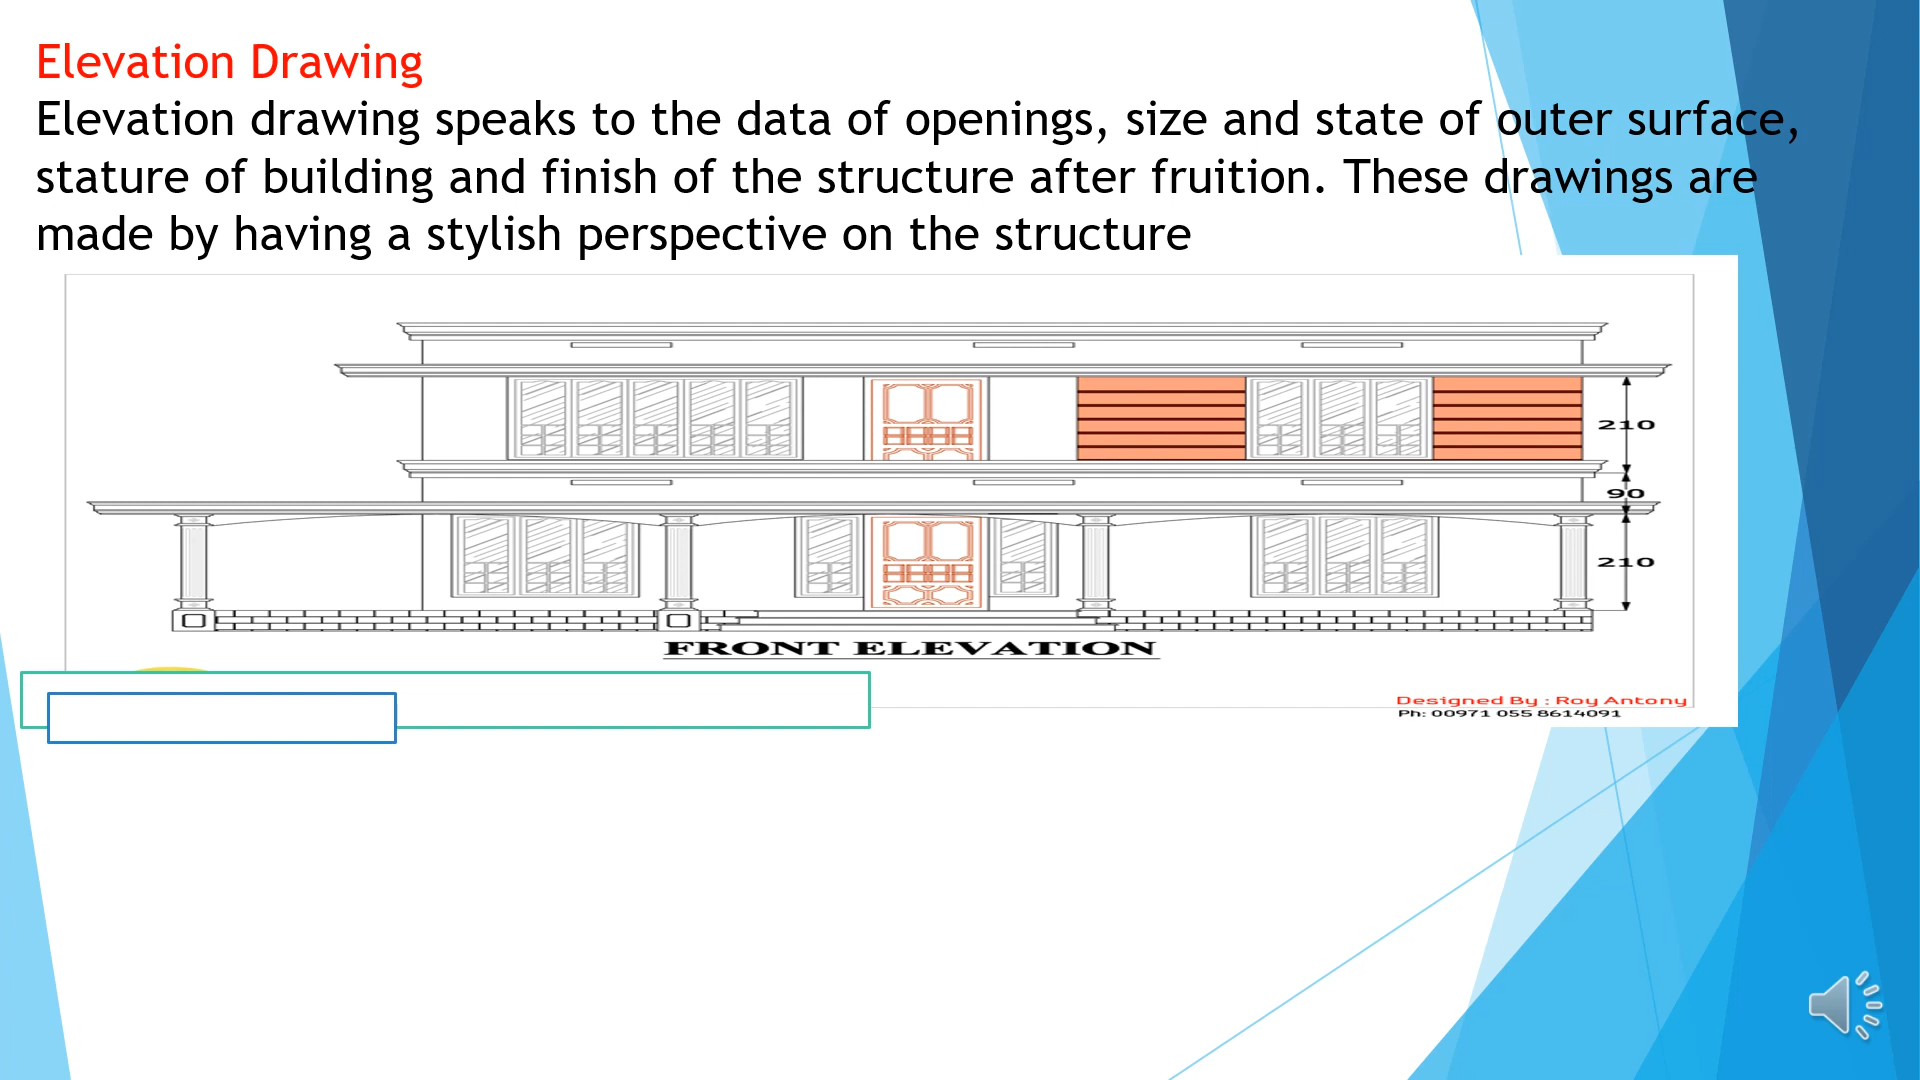 Elevation Drawing
Elevation drawing speaks to the data of openings, size and state of outer surface,
stature of building and finish of the structure after fruition. These drawings are
made by having a stylish perspective on the structure
210
90
210
FRONT ELEVATION
Designed By : Roy Antony
Ph: 00971 055 8614091